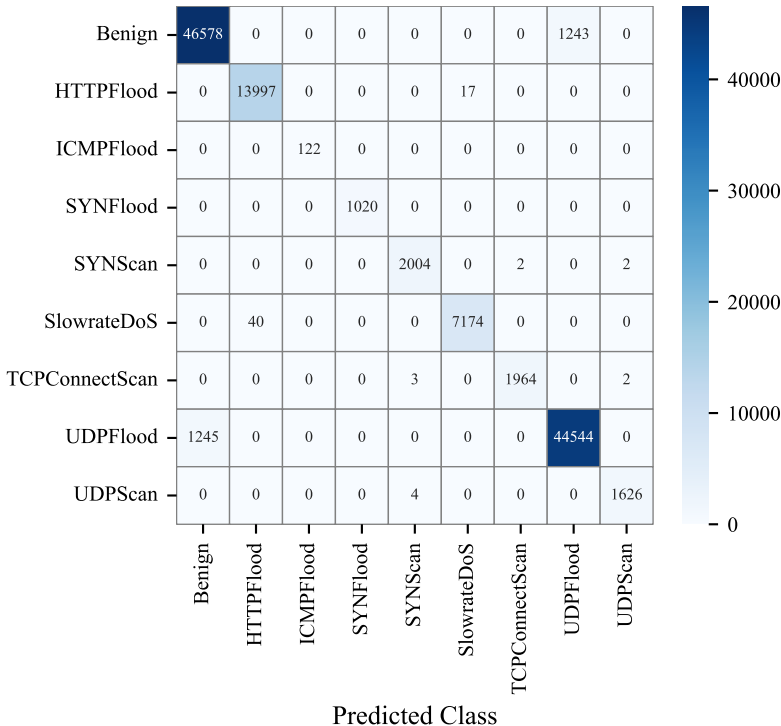 Benign 46578 0 0 0 0 0 0 1243 0
HTTPFlood 0 13997 0 0 0 17 0 0 0
40000
ICMPFlood 0 0 122 0 0 0 0 0 0
30000
SYNFlood 0 0 0 1020 0 0 0 0 0
SYNScan 0 0 0 0 2004 0 2 0 2
20000
SlowrateDoS 0 40 0 0 0 7174 0 0 0
TCPConnectScan 0 0 0 0 3 0 1964 0 2
10000
UDPFlood 1245 0 0 0 0 0 0 44544 0
UDPScan 0 0 0 0 4 0 0 0 1626
0
Benign
HTTPFlood
ICMPFlood
SYNFlood
SYNScan
SlowrateDoS
TCPConnectScan
UDPFlood
UDPScan
Predicted Class